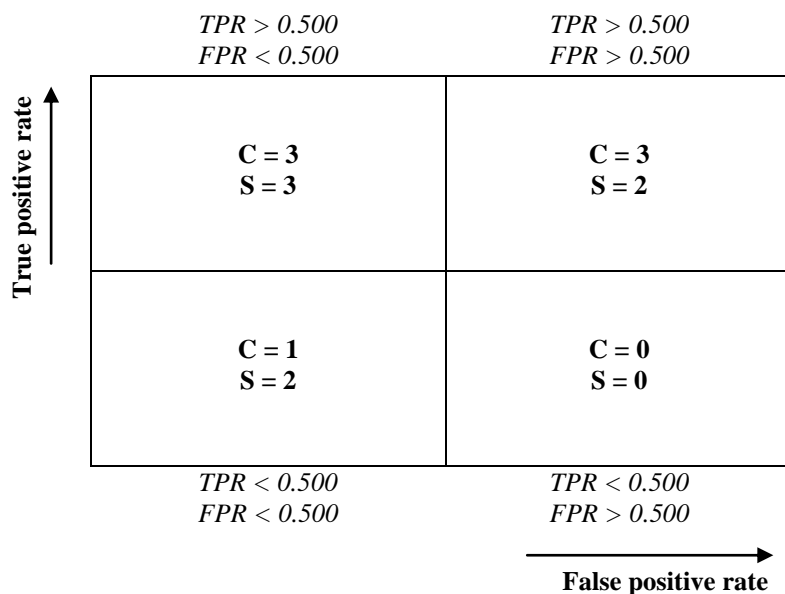 TPR > 0.500
FPR < 0.500
TPR > 0.500
FPR > 0.500
True positive rate
C = 3
S = 3
C = 3
S = 2
C = 1
S = 2
C = 0
S = 0
TPR < 0.500
FPR < 0.500
TPR < 0.500
FPR > 0.500
False positive rate